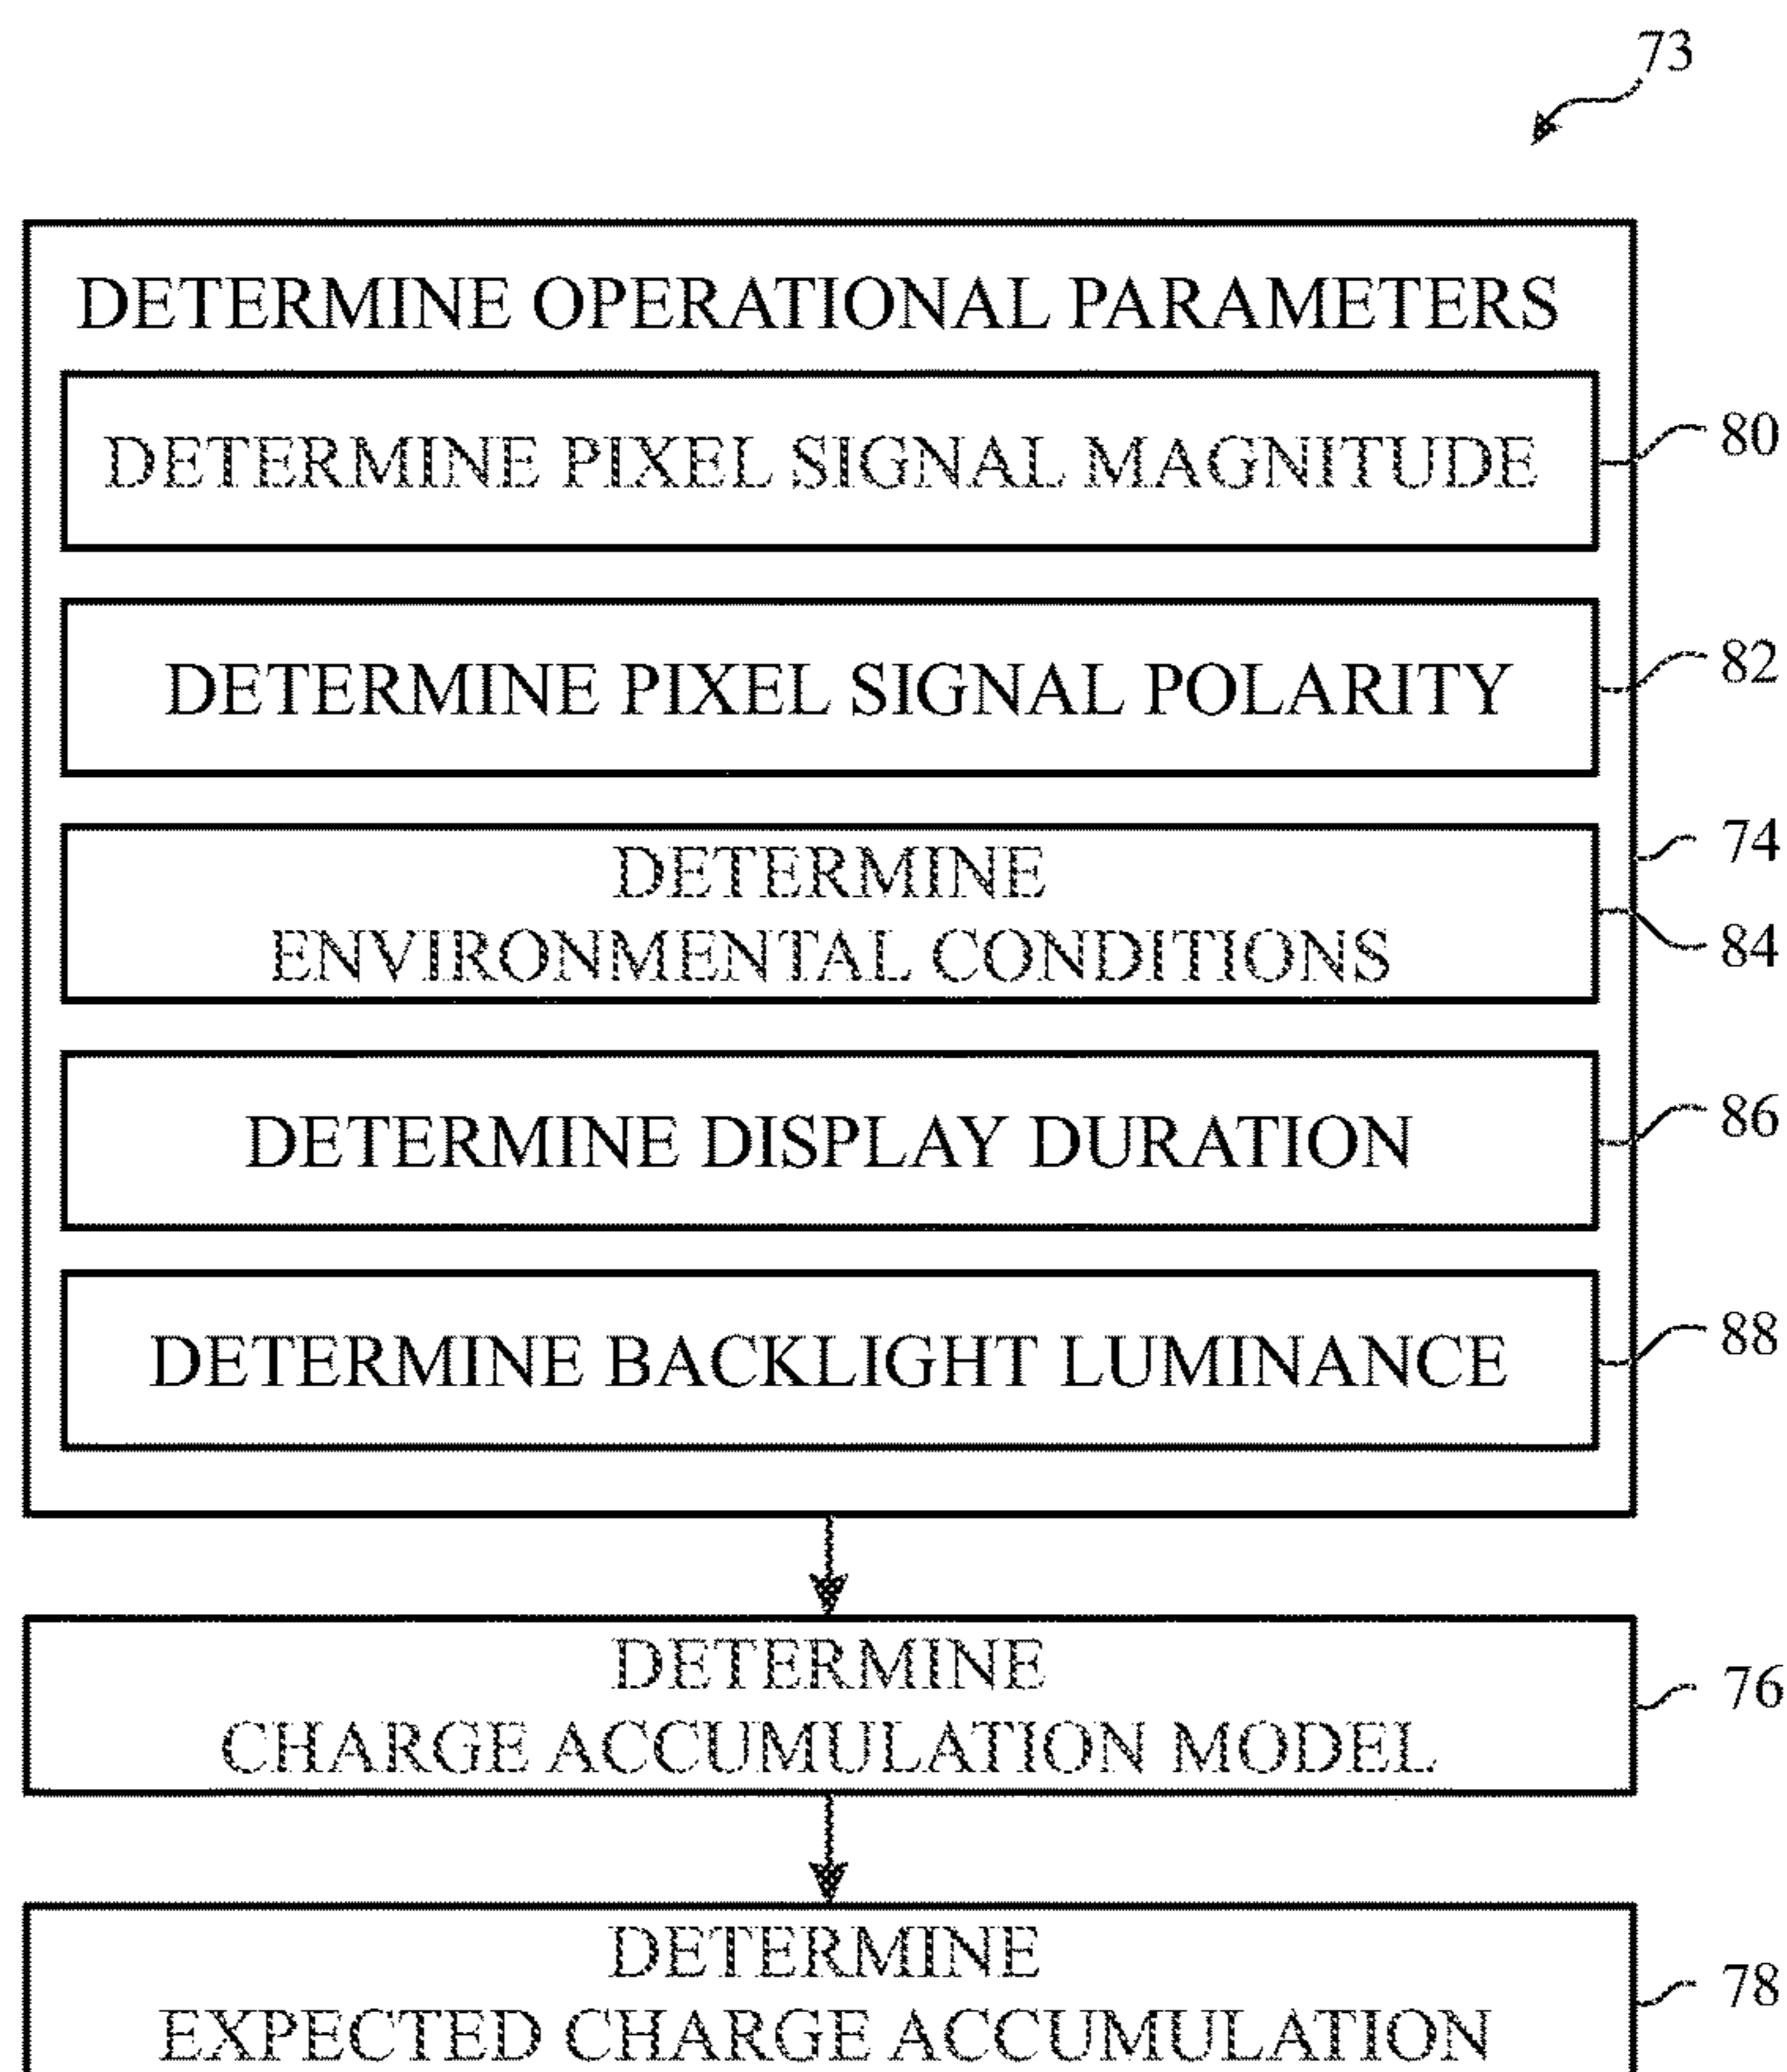 73
DETERMINE OPERATIONAL PARAMETERS
DETERMINE PIXEL SIGNAL MAGNITUDE
80
DETERMINE PIXEL SIGNAL POLARITY
82
74
DETERMINE
ENVIRONMENTAL CONDITIONS
84
DETERMINE DISPLAY DURATION
86
DETERMINE BACKLIGHT LUMINANCE
88
DETERMINE
CHARGE ACCUMULATION MODEL
76
DETERMINE
EXPECTED CHARGE ACCUMULATION
78